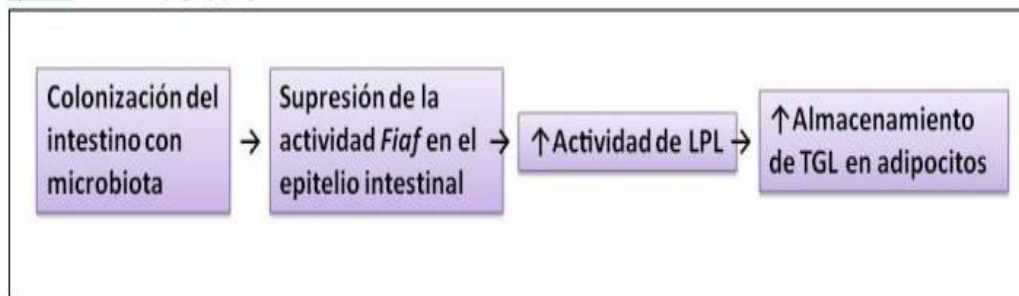 Colonización del
intestino con
microbiota
→
Supresión de la
actividad Fiaf en el
epitelio intestinal
→
↑Actividad de LPL
→
↑Almacenamiento
de TGL en adipocitos